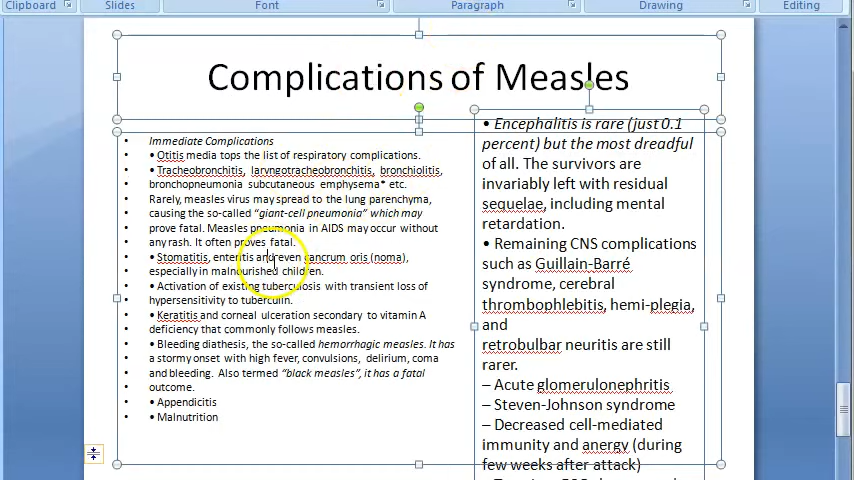 Clipboard
Slides
Font
Paragraph
Drawing
Editing
Complications of Measles
• Immediate Complications
• • Otitis media tops the list of respiratory complications.
• • Tracheobronchitis, laryngotracheobronchitis, bronchiolitis,
• bronchopneumonia subcutaneous emphysema* etc.
• Rarely, measles virus may spread to the lung parenchyma,
• causing the so-called "giant-cell pneumonia" which may
• prove fatal. Measles pneumonia in AIDS may occur without
• any rash. It often proves fatal.
• • Stomatitis, enteritis and even cancrum oris (noma),
• especially in malnourished children.
• • Activation of existing tuberculosis with transient loss of
• hypersensitivity to tuberculin.
• • Keratitis and corneal ulceration secondary to vitamin A
• deficiency that commonly follows measles.
• • Bleeding diathesis, the so-called hemorrhagic measles. It has
• a stormy onset with high fever, convulsions, delirium, coma
• and bleeding. Also termed "black measles", it has a fatal
• outcome.
• • Appendicitis
• • Malnutrition
• Encephalitis is rare (just 0.1
percent) but the most dreadful
of all. The survivors are
invariably left with residual
sequelae, including mental
retardation.
• Remaining CNS complications
such as Guillain-Barré
syndrome, cerebral
thrombophlebitis, hemi-plegia,
and
retrobulbar neuritis are still
rarer.
– Acute glomerulonephritis
– Steven-Johnson syndrome
– Decreased cell-mediated
immunity and anergy (during
few weeks after attack)